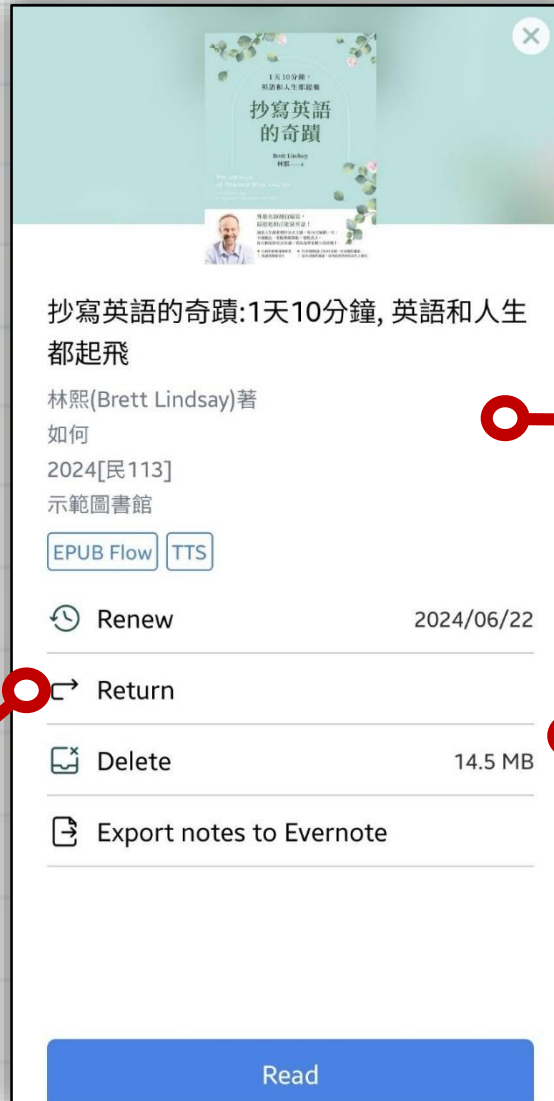 1天10分鐘,
英語和人生都起飛
抄寫英語
的奇蹟
Brett Lindsay
林熙
抄寫英語的奇蹟:1天10分鐘, 英語和人生
都起飛
林熙(Brett Lindsay)著
如何
2024[民113]
示範圖書館
EPUB Flow TTS
Renew 2024/06/22
Return
Delete 14.5 MB
Export notes to Evernote
Read